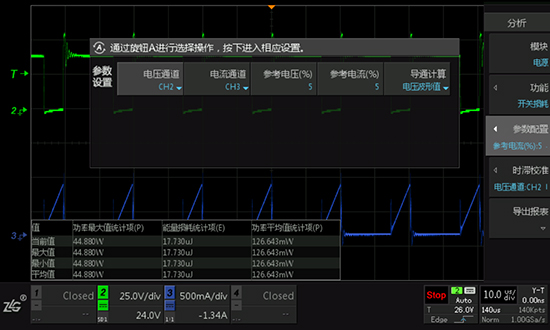 通过旋钮A进行选择操作，按下进入相应设置。
参数设置
电压通道 电流通道 参考电压(%) 参考电流(%) 导通计算
CH2 CH3 5 5 电压波形值
T
2
3
值 功率最大值统计项(P) 能量损耗统计项(E) 功率平均值统计项(P)
当前值 44.880W 17.730uJ 126.643mW
最大值 44.880W 17.730uJ 126.643mW
最小值 44.880W 17.730uJ 126.643mW
平均值 44.880W 17.730uJ 126.643mW
分析
模块
电源
功能
开关损耗
参数配置
参考电流(%):5
时滞校准
电压通道:CH2
导出报表
ZLG
1 Closed
--
2 25.0V/div
24.0V
3 500mA/div
1:1 -1.34A
4 Closed
--
Stop 2
Auto
T 26.0V
Edge
10.0 us/div Y-T
0.00ns
140us 140Kpts
Norm 1.00GSa/s